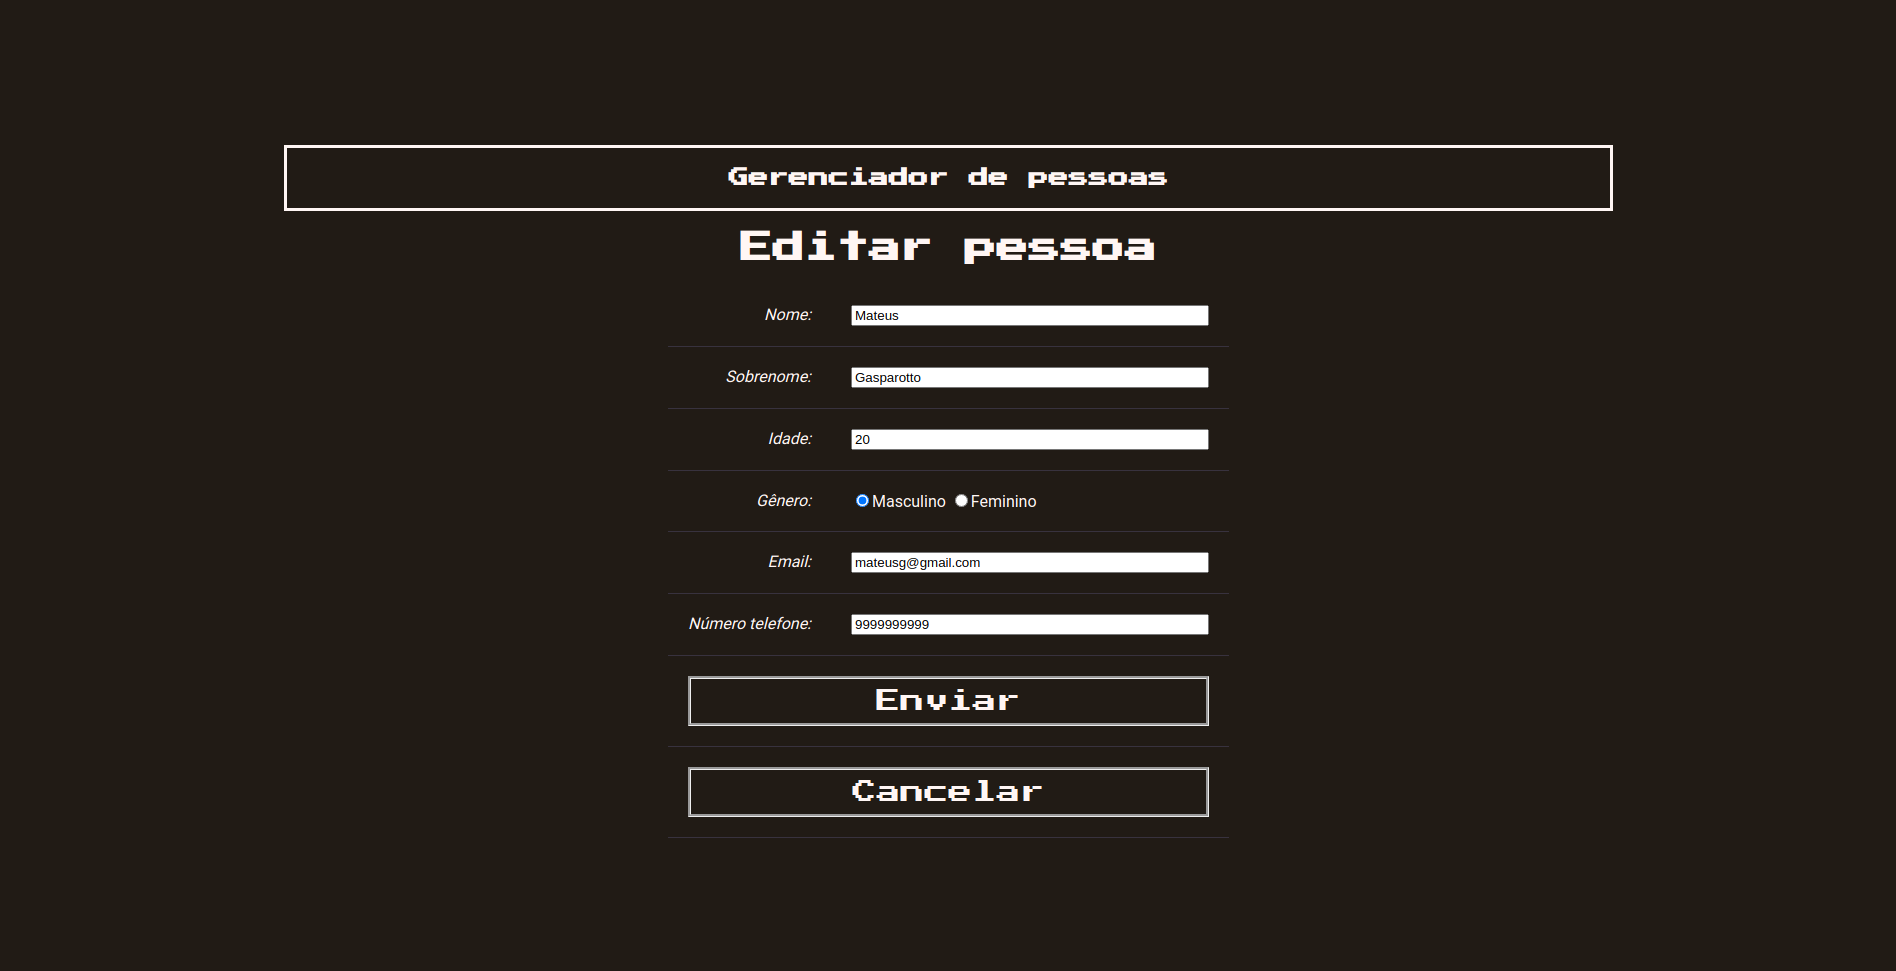 Gerenciador de pessoas
Editar pessoa
Nome: Mateus
Sobrenome: Gasparotto
Idade: 20
Gênero: Masculino Feminino
Email: mateusg@gmail.com
Número telefone: 9999999999
Enviar
Cancelar